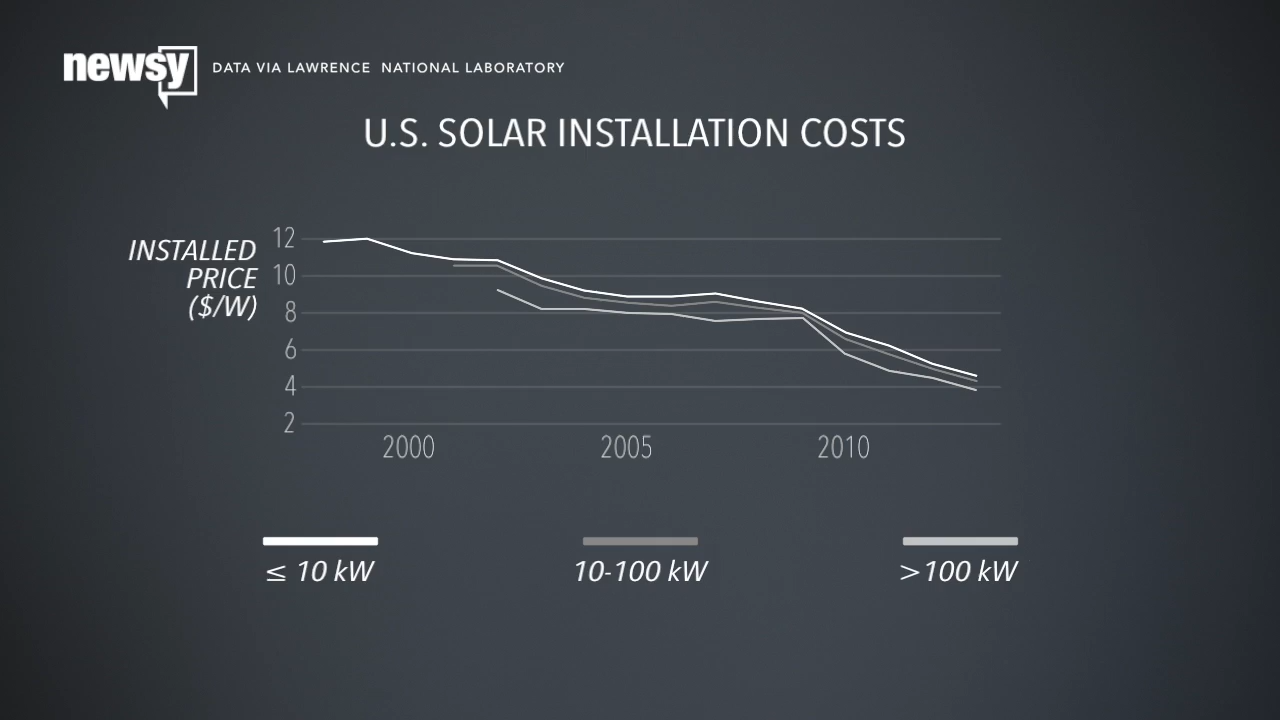 newsy DATA VIA LAWRENCE NATIONAL LABORATORY
U.S. SOLAR INSTALLATION COSTS
INSTALLED
PRICE
($/W)
12
10
8
6
4
2
2000 2005 2010
≤ 10 kW 10-100 kW >100 kW